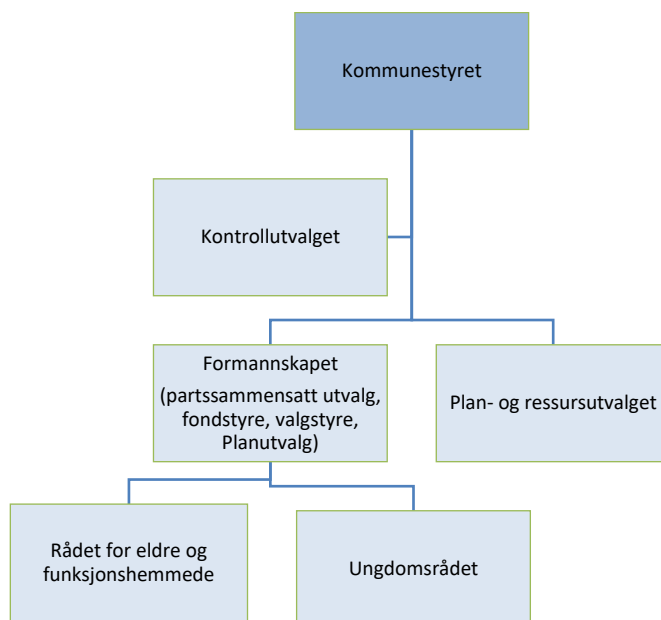 Kommunestyret
Kontrollutvalget
Formannskapet
(partssammensatt utvalg,
fondstyre, valgstyre,
Planutvalg)
Plan- og ressursutvalget
Rådet for eldre og
funksjonshemmede
Ungdomsrådet